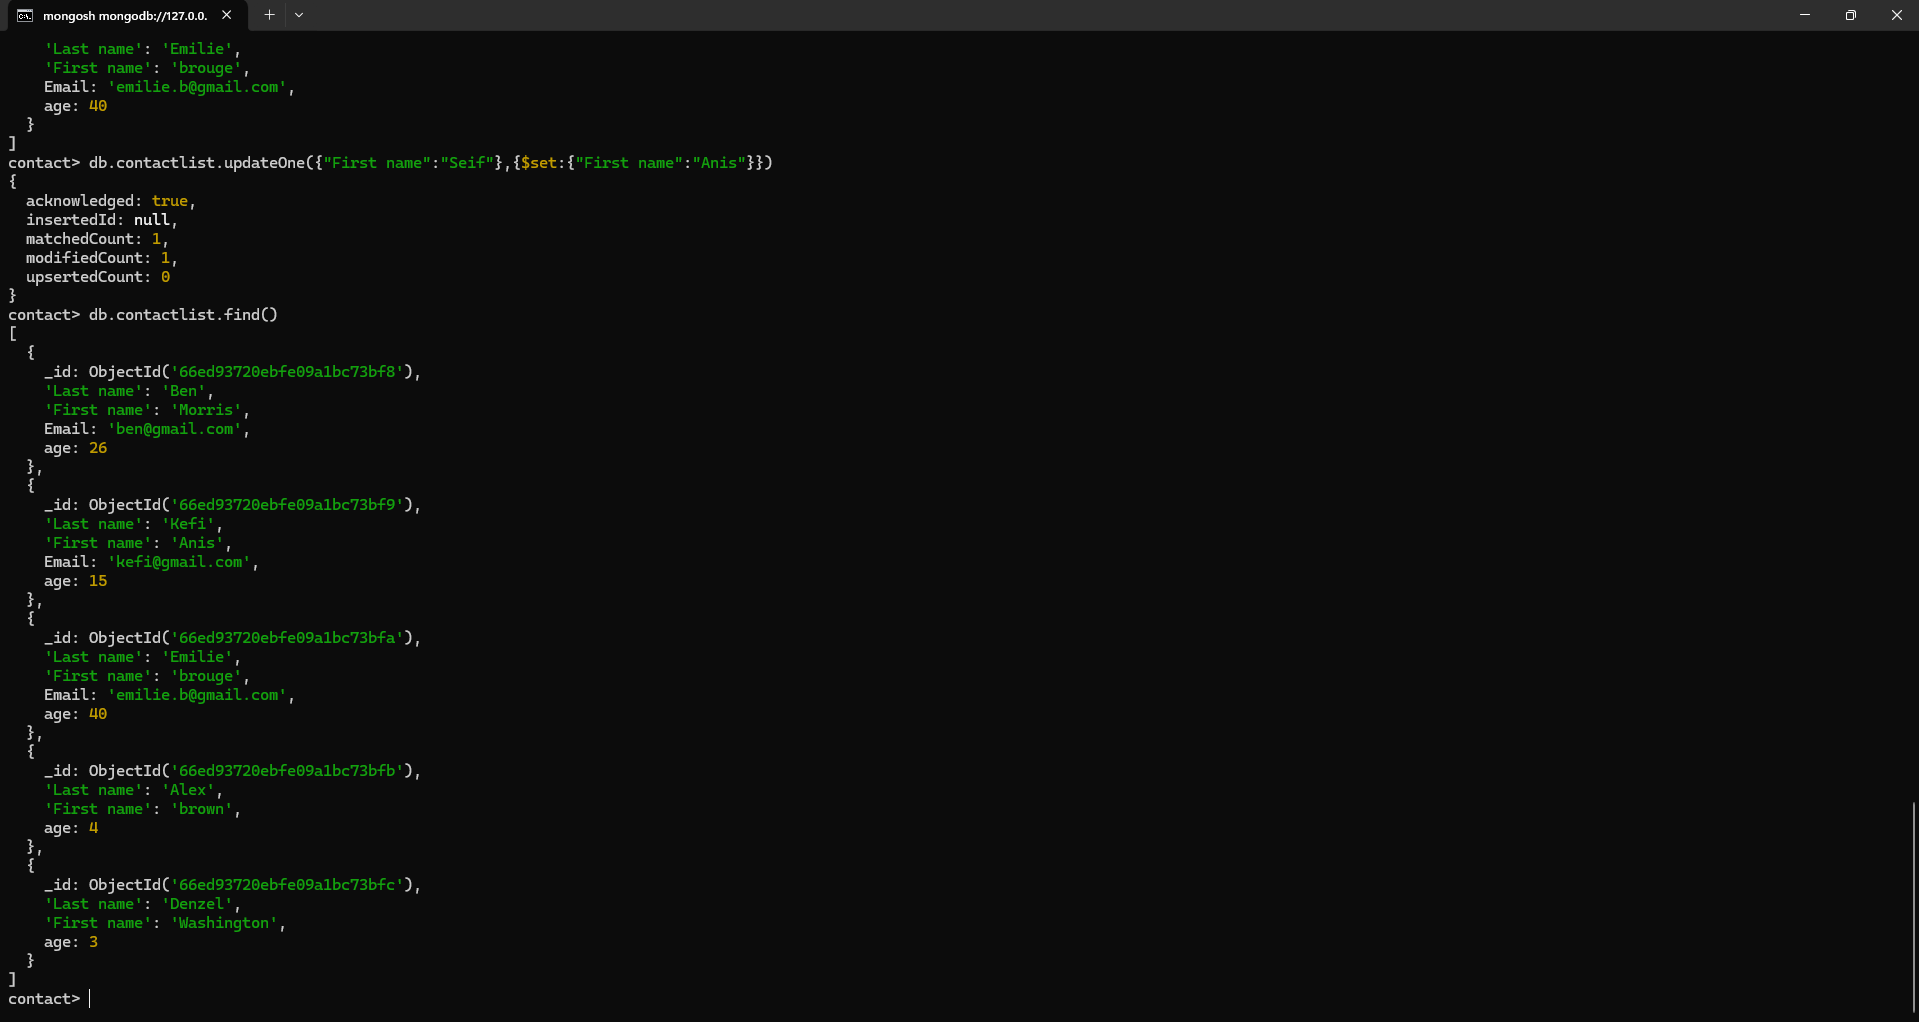 mongosh mongodb://127.0.0.
    'Last name': 'Emilie',
    'First name': 'brouge',
    Email: 'emilie.b@gmail.com',
    age: 40
  }
]
contact> db.contactlist.updateOne({"First name":"Seif"},{$set:{"First name":"Anis"}})
{
  acknowledged: true,
  insertedId: null,
  matchedCount: 1,
  modifiedCount: 1,
  upsertedCount: 0
}
contact> db.contactlist.find()
[
  {
    _id: ObjectId('66ed93720ebfe09a1bc73bf8'),
    'Last name': 'Ben',
    'First name': 'Morris',
    Email: 'ben@gmail.com',
    age: 26
  },
  {
    _id: ObjectId('66ed93720ebfe09a1bc73bf9'),
    'Last name': 'Kefi',
    'First name': 'Anis',
    Email: 'kefi@gmail.com',
    age: 15
  },
  {
    _id: ObjectId('66ed93720ebfe09a1bc73bfa'),
    'Last name': 'Emilie',
    'First name': 'brouge',
    Email: 'emilie.b@gmail.com',
    age: 40
  },
  {
    _id: ObjectId('66ed93720ebfe09a1bc73bfb'),
    'Last name': 'Alex',
    'First name': 'brown',
    age: 4
  },
  {
    _id: ObjectId('66ed93720ebfe09a1bc73bfc'),
    'Last name': 'Denzel',
    'First name': 'Washington',
    age: 3
  }
]
contact>